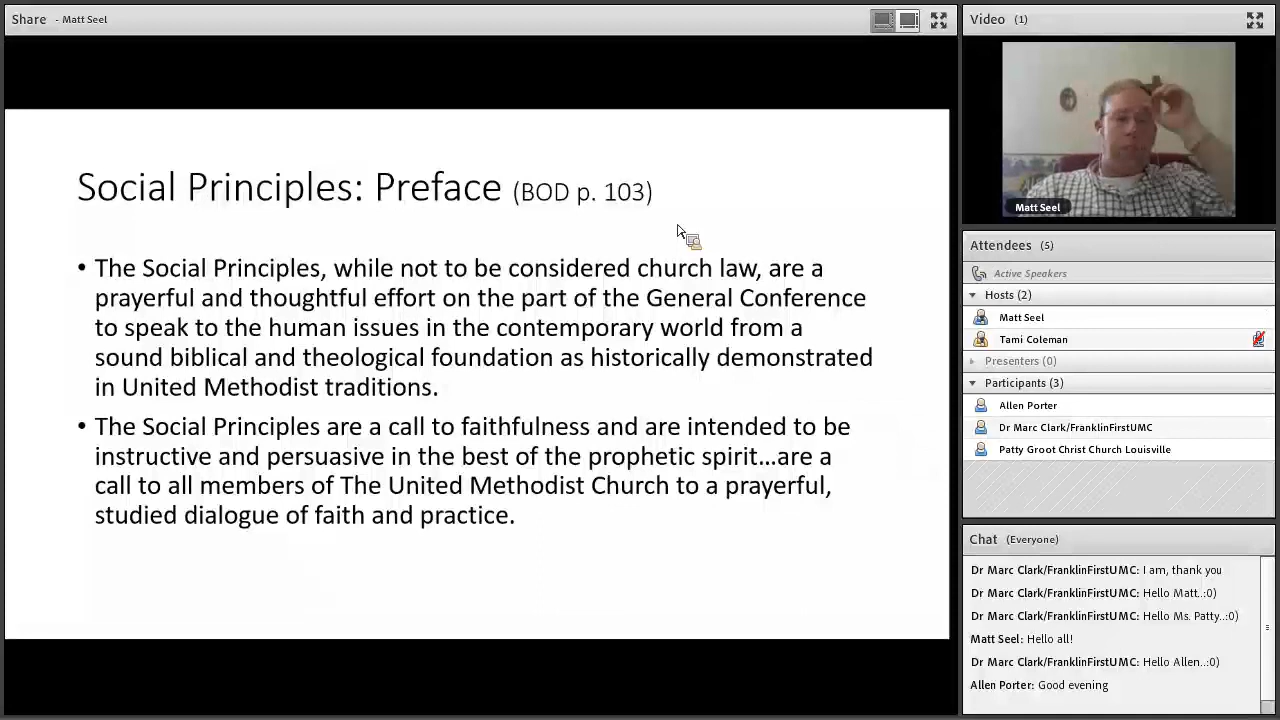 Share - Matt Seel
Social Principles: Preface (BOD p. 103)
• The Social Principles, while not to be considered church law, are a
prayerful and thoughtful effort on the part of the General Conference
to speak to the human issues in the contemporary world from a
sound biblical and theological foundation as historically demonstrated
in United Methodist traditions.
• The Social Principles are a call to faithfulness and are intended to be
instructive and persuasive in the best of the prophetic spirit…are a
call to all members of The United Methodist Church to a prayerful,
studied dialogue of faith and practice.
Video (1)
Matt Seel
Attendees (5)
Active Speakers
Hosts (2)
Matt Seel
Tami Coleman
Presenters (0)
Participants (3)
Allen Porter
Dr Marc Clark/FranklinFirstUMC
Patty Groot Christ Church Louisville
Chat (Everyone)
Dr Marc Clark/FranklinFirstUMC: I am, thank you
Dr Marc Clark/FranklinFirstUMC: Hello Matt..:0)
Dr Marc Clark/FranklinFirstUMC: Hello Ms. Patty..:0)
Matt Seel: Hello all!
Dr Marc Clark/FranklinFirstUMC: Hello Allen..:0)
Allen Porter: Good evening